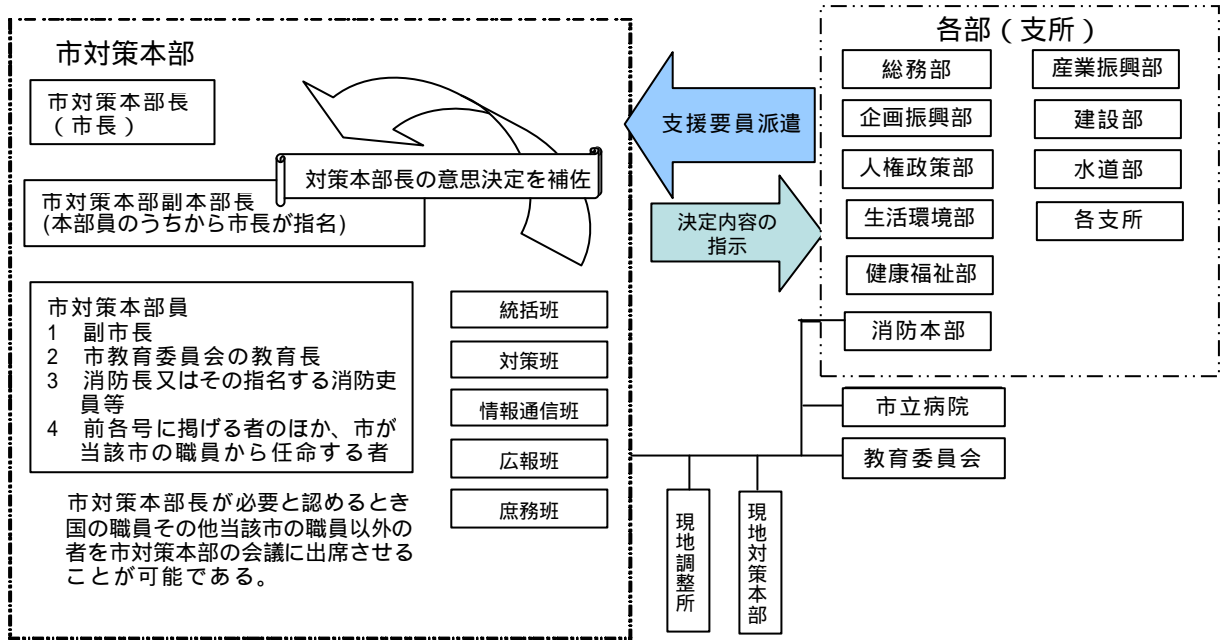 市対策本部
市対策本部長
(市長)
対策本部長の意思決定を補佐
市対策本部副本部長
(本部員のうちから市長が指名)
市対策本部員
1 副市長
2 市教育委員会の教育長
3 消防長又はその指名する消防吏
員等
4 前各号に掲げる者のほか、市が
当該市の職員から任命する者
市対策本部長が必要と認めるとき
国の職員その他当該市の職員以外の
者を市対策本部の会議に出席させる
ことが可能である。
統括班
対策班
情報通信班
広報班
庶務班
支援要員派遣
決定内容の
指示
各部(支所)
総務部
企画振興部
人権政策部
生活環境部
健康福祉部
消防本部
産業振興部
建設部
水道部
各支所
市立病院
教育委員会
現地調整所
現地対策本部